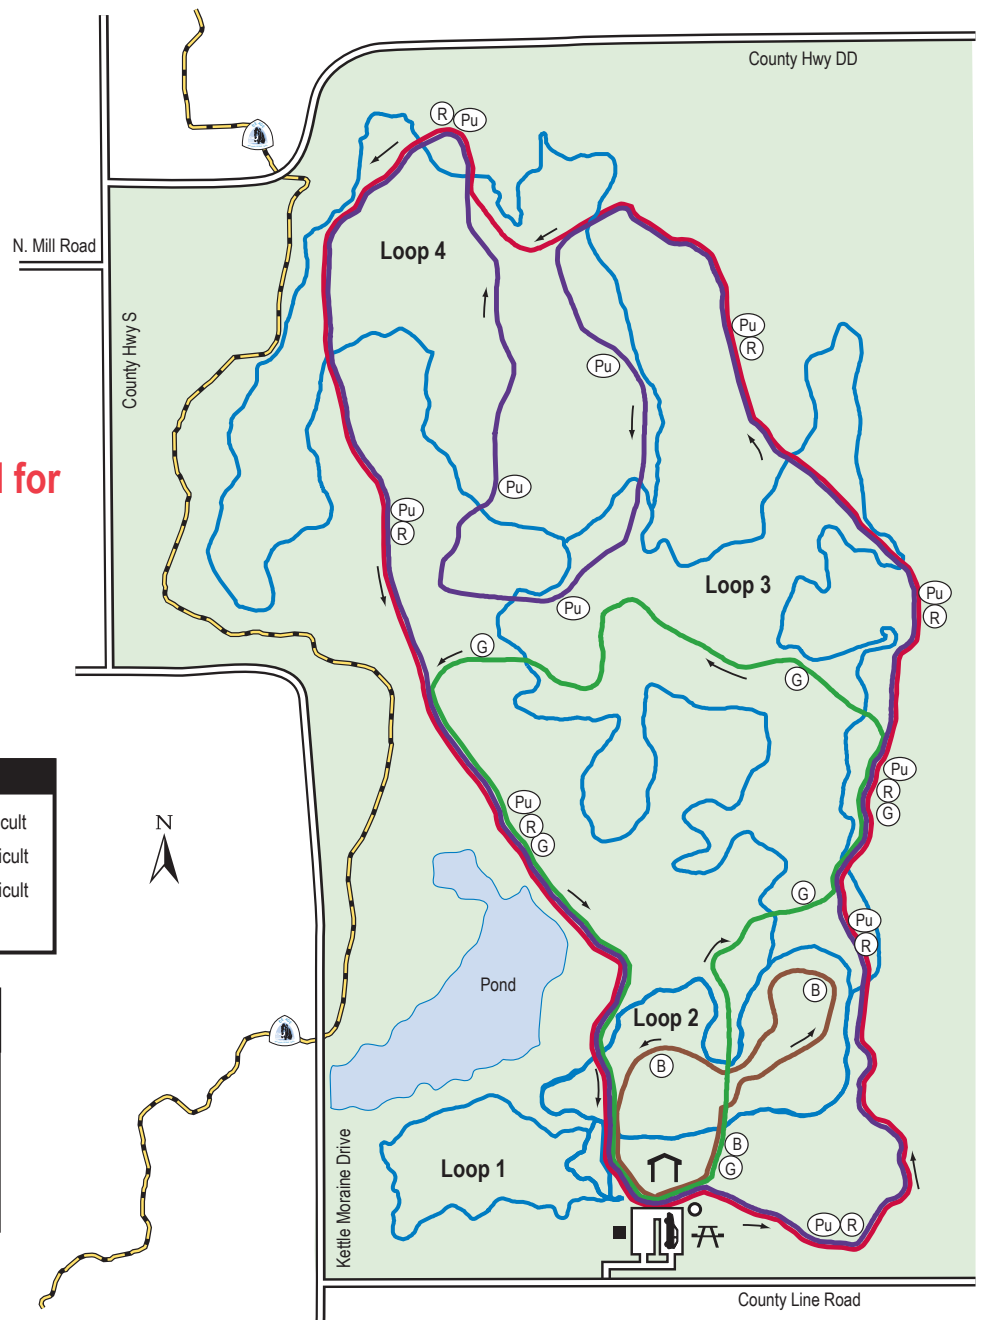 County Hwy DD
R Pu
N. Mill Road
Loop 4
County Hwy S
Pu
R
Pu
l for
Pu
Pu
R
Loop 3
Pu
R
Pu
G
G
Pu
R
G
cult
icult
icult
N
Pu
R
G
G
Pu
R
Pond
B
Loop 2
B
B
G
Loop 1
Kettle Moraine Drive
Pu R
County Line Road